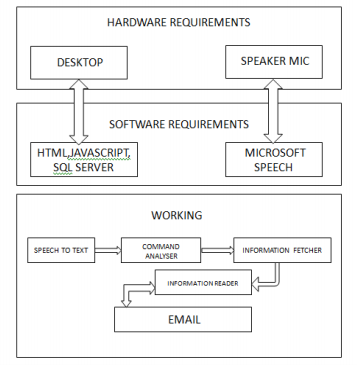 HARDWARE REQUIREMENTS
DESKTOP
SPEAKER MIC
SOFTWARE REQUIREMENTS
HTML,JAVASCRIPT,
SQL SERVER
MICROSOFT
SPEECH
WORKING
SPEECH TO TEXT
COMMAND
ANALYSER
INFORMATION FETCHER
INFORMATION READER
EMAIL